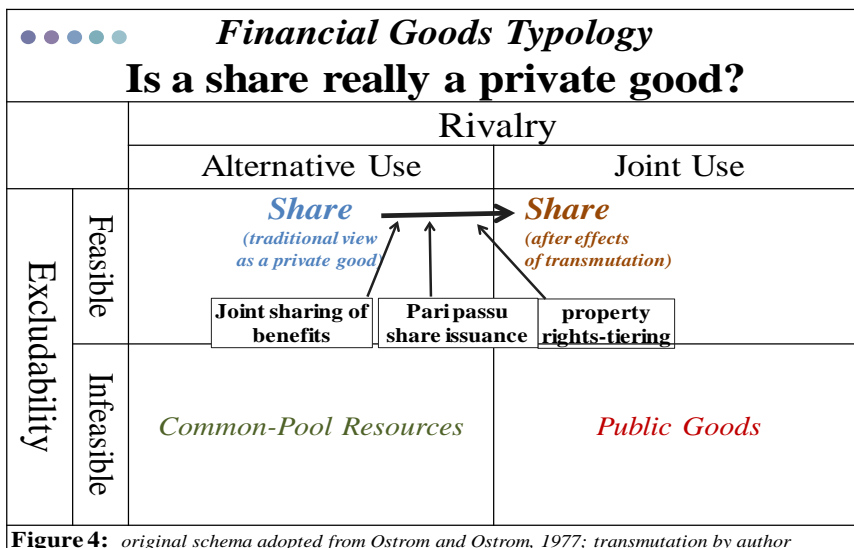 Financial Goods Typology
Is a share really a private good?
Rivalry
Alternative Use
Joint Use
Excludability
Feasible
Share
(traditional view
as a private good)
Share
(after effects
of transmutation)
Joint sharing of
benefits
Pari passu
share issuance
property
rights-tiering
Infeasible
Common-Pool Resources
Public Goods
Figure 4: original schema adopted from Ostrom and Ostrom, 1977; transmutation by author